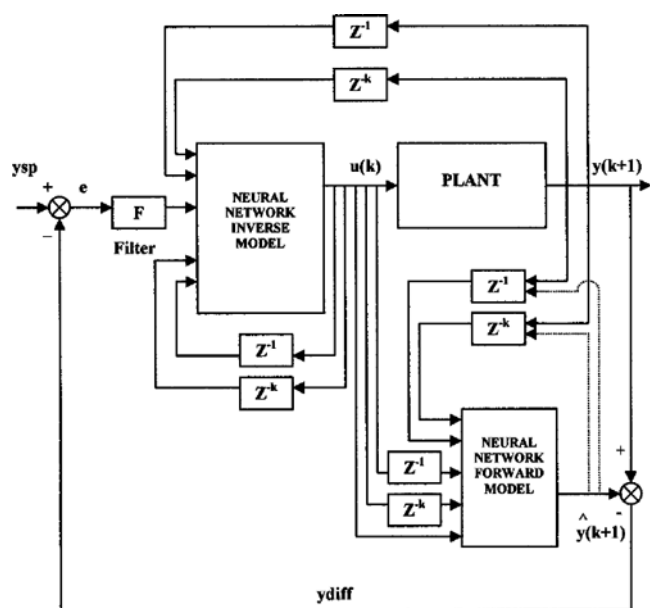 Z-1
Z-k
ysp
+
e
F
Filter
−
NEURAL
NETWORK
INVERSE
MODEL
u(k)
PLANT
y(k+1)
Z-1
Z-k
Z-1
Z-k
NEURAL
NETWORK
FORWARD
MODEL
Z-1
Z-k
+
-
^
y(k+1)
ydiff